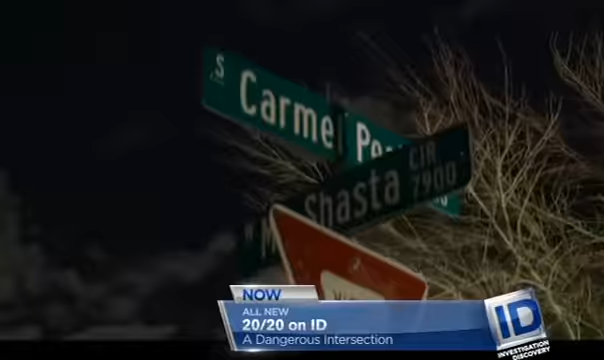 S
Carmel
Shasta CIR
7900
NOW
ALL NEW
20/20 on ID
A Dangerous Intersection
ID
INVESTIGATION
DISCOVERY